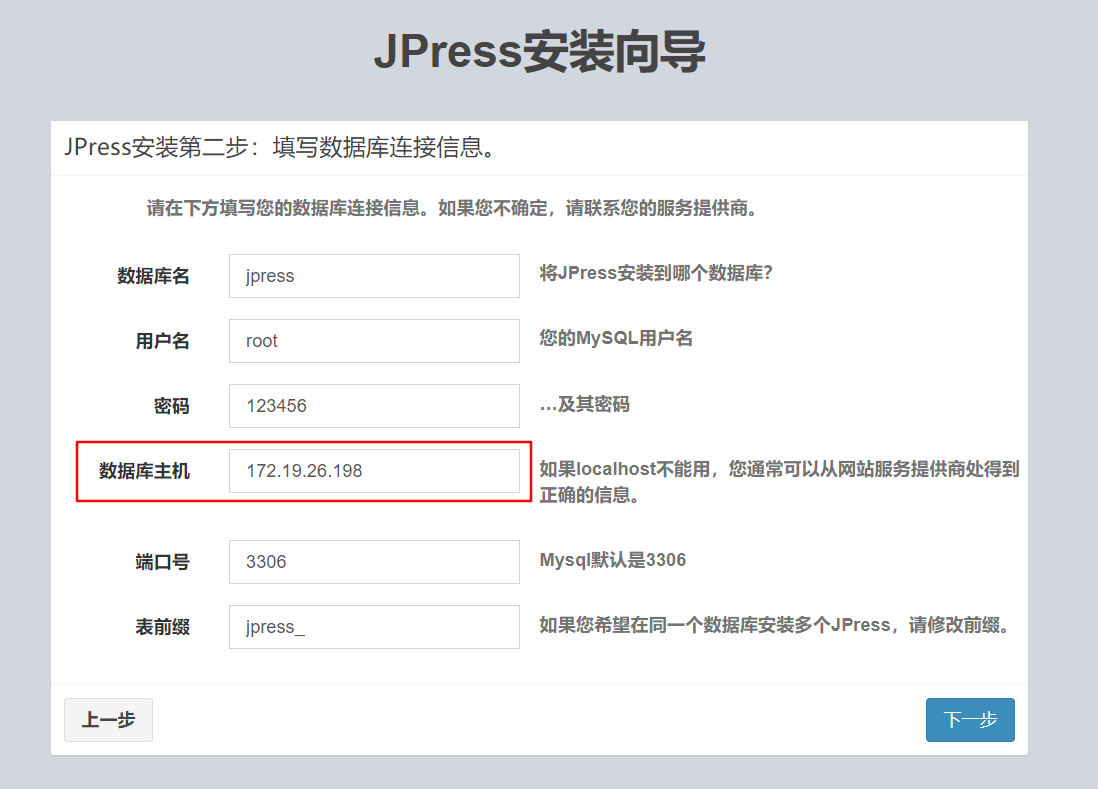 JPress安装向导
JPress安装第二步：填写数据库连接信息。
请在下方填写您的数据库连接信息。如果您不确定，请联系您的服务提供商。
数据库名 jpress 将JPress安装到哪个数据库?
用户名 root 您的MySQL用户名
密码 123456 …及其密码
数据库主机 172.19.26.198 如果localhost不能用，您通常可以从网站服务提供商处得到
正确的信息。
端口号 3306 Mysql默认是3306
表前缀 jpress_ 如果您希望在同一个数据库安装多个JPress，请修改前缀。
上一步 下一步